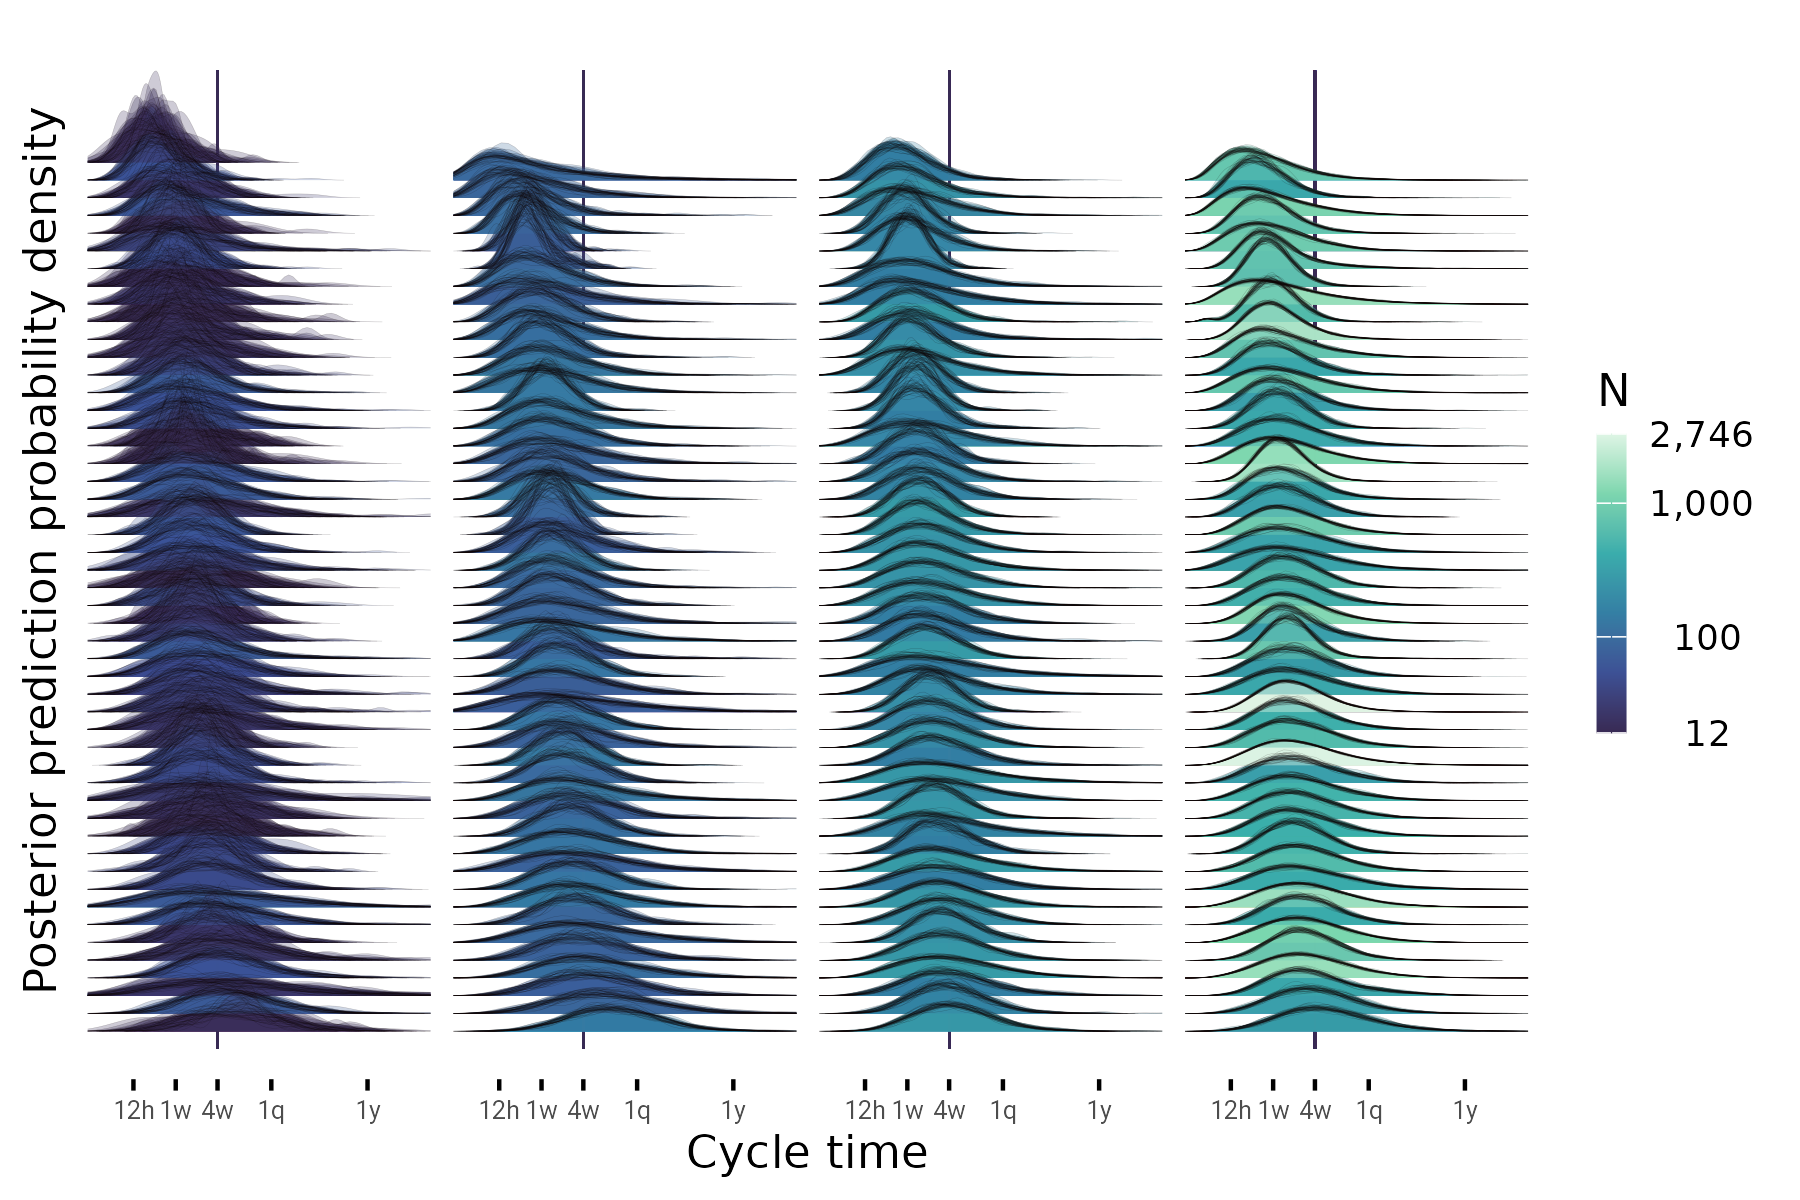 Posterior prediction probability density
N
2,746
1,000
100
12
12h 1w 4w 1q 1y
12h 1w 4w 1q 1y
12h 1w 4w 1q 1y
12h 1w 4w 1q 1y
Cycle time